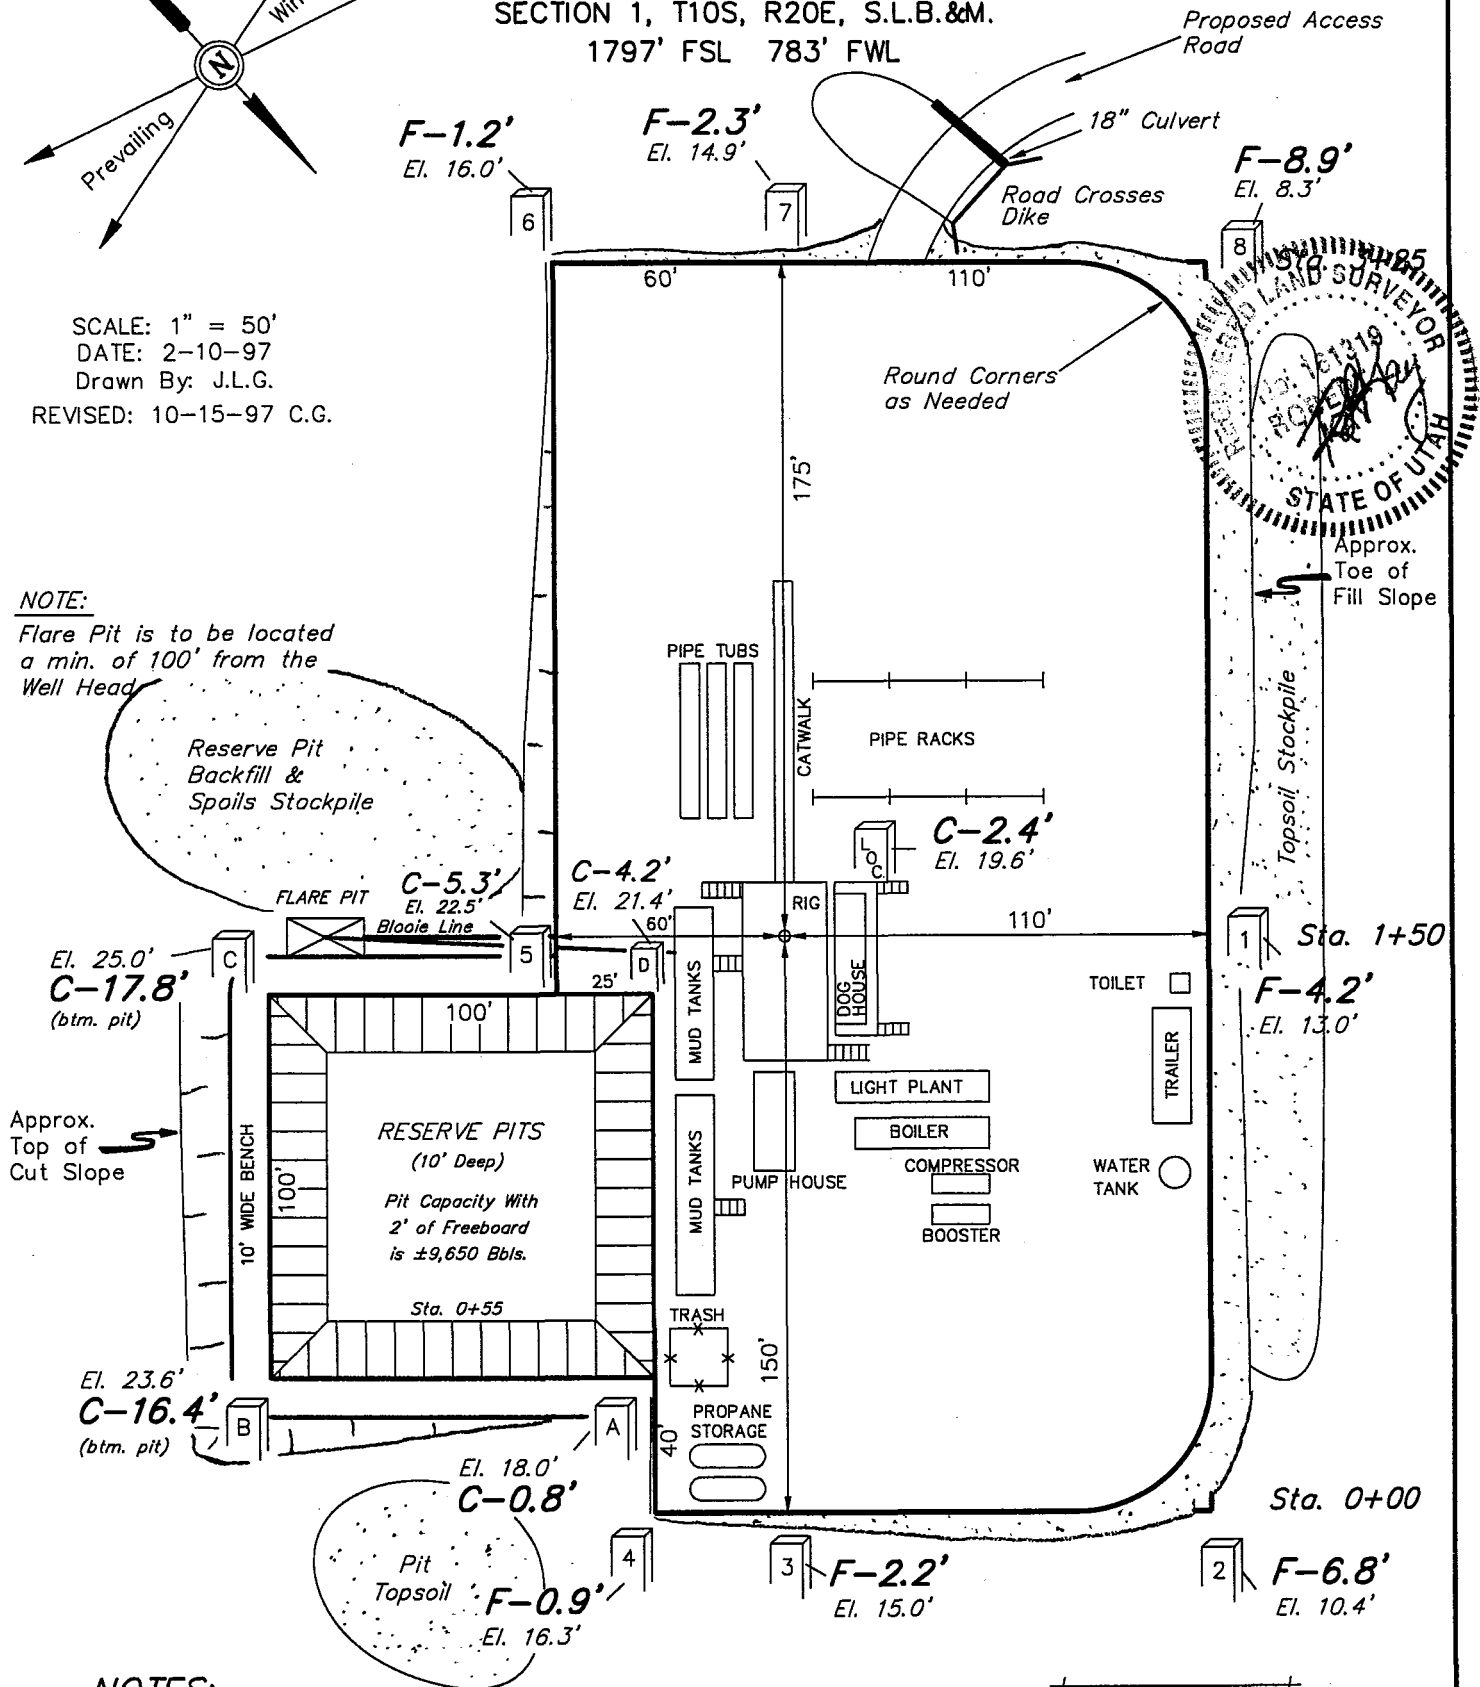 SECTION 1, T10S, R20E, S.L.B.&M.
1797' FSL 783' FWL
Proposed Access
Road
N
Prevailing
F-1.2'
El. 16.0'
F-2.3'
El. 14.9'
18" Culvert
F-8.9'
El. 8.3'
Road Crosses
Dike
6
7
8
60'
110'
LAND SURVEYOR
No. 161319
STATE OF UTAH
SCALE: 1" = 50'
DATE: 2-10-97
Drawn By: J.L.G.
REVISED: 10-15-97 C.G.
Round Corners
as Needed
175'
Approx.
Toe of
Fill Slope
NOTE:
Flare Pit is to be located
a min. of 100' from the
Well Head
Reserve Pit
Backfill &
Spoils Stockpile
PIPE TUBS
CATWALK
PIPE RACKS
Topsoil Stockpile
LOC.
C-2.4'
El. 19.6'
FLARE PIT
C-5.3'
El. 22.5'
Blooie Line
C-4.2'
El. 21.4'
RIG
60'
110'
1
Sta. 1+50
F-4.2'
El. 13.0'
C
El. 25.0'
C-17.8'
(btm. pit)
5
D
25'
MUD TANKS
DOG HOUSE
TOILET
TRAILER
100'
LIGHT PLANT
BOILER
COMPRESSOR
BOOSTER
WATER
TANK
PUMP HOUSE
MUD TANKS
Approx.
Top of
Cut Slope
10' WIDE BENCH
100'
RESERVE PITS
(10' Deep)
Pit Capacity With
2' of Freeboard
is ±9,650 Bbls.
Sta. 0+55
TRASH
150'
El. 23.6'
C-16.4'
(btm. pit)
B
A
PROPANE
STORAGE
40'
El. 18.0'
C-0.8'
Sta. 0+00
Pit
Topsoil
4
F-0.9'
El. 16.3'
3
F-2.2'
El. 15.0'
2
F-6.8'
El. 10.4'
NOTES: